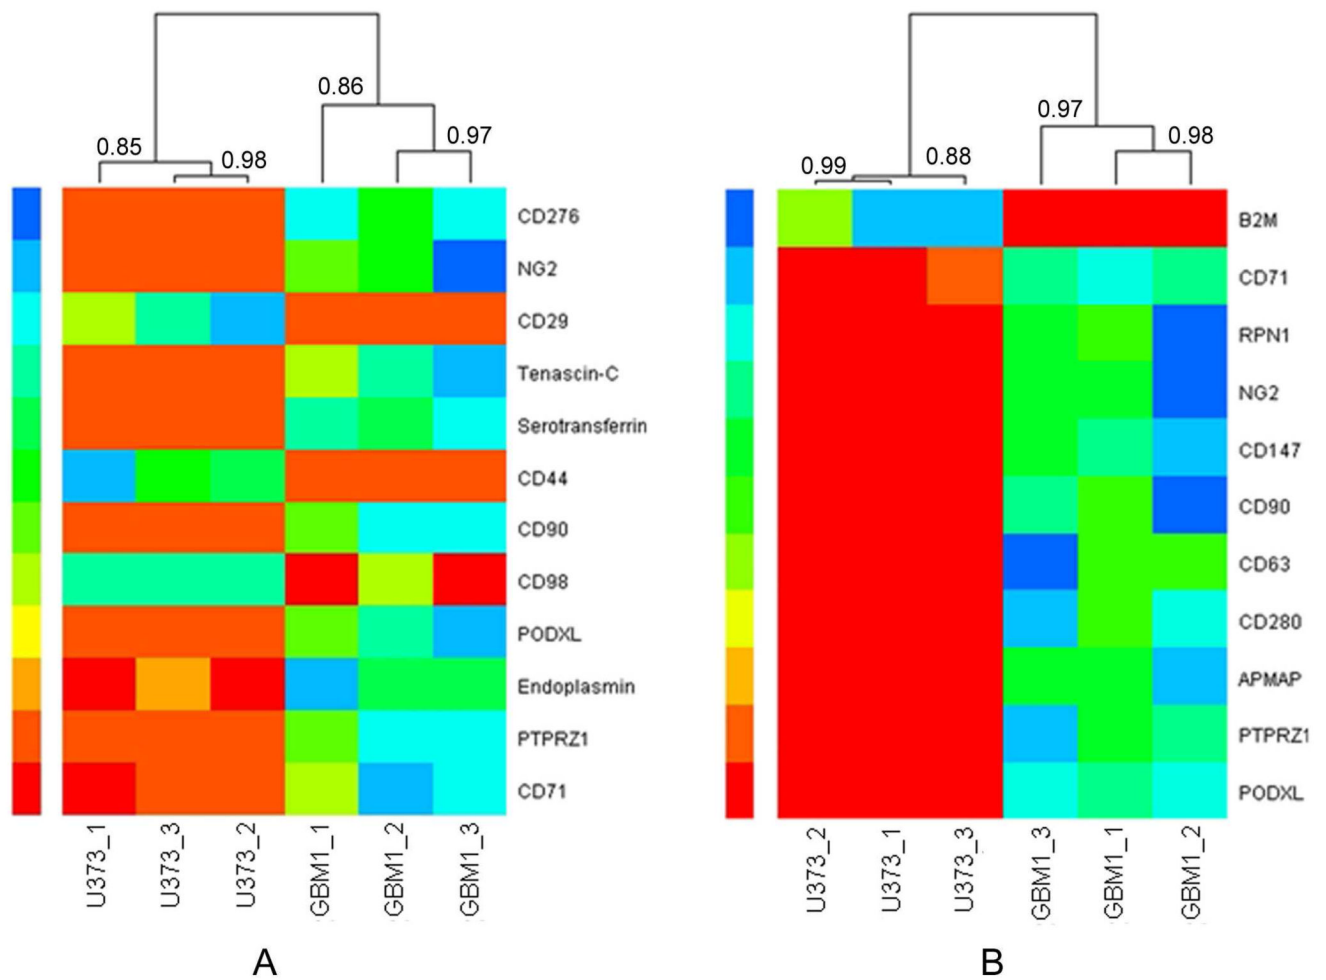 0.86
0.97
0.85
0.98
CD276
NG2
CD29
Tenascin-C
Serotransferrin
CD44
CD90
CD98
PODXL
Endoplasmin
PTPRZ1
CD71
U373_1
U373_3
U373_2
GBM1_1
GBM1_2
GBM1_3
A
0.97
0.98
0.99
0.88
B2M
CD71
RPN1
NG2
CD147
CD90
CD63
CD280
APMAP
PTPRZ1
PODXL
U373_2
U373_1
U373_3
GBM1_3
GBM1_1
GBM1_2
B